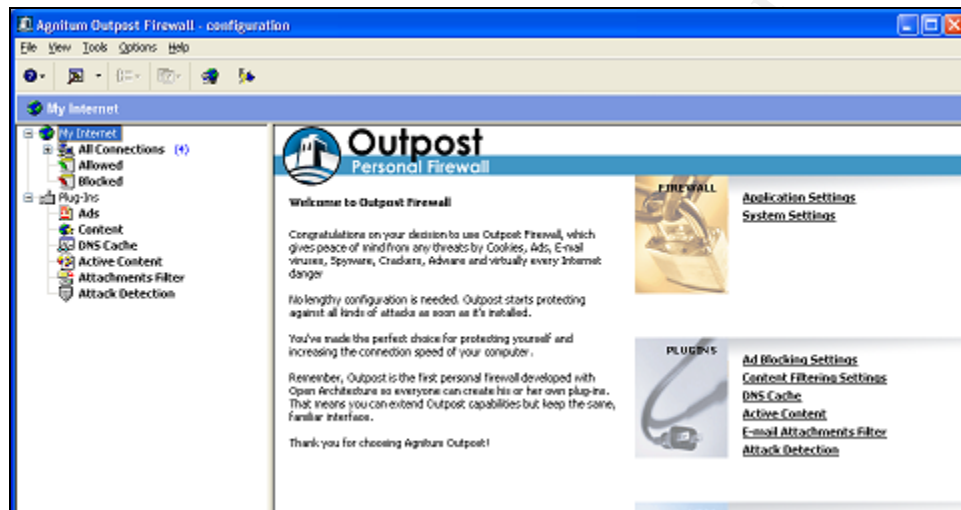 Agnitum Outpost Firewall - configuration
File View Tools Options Help
My Internet
My Internet
All Connections (4)
Allowed
Blocked
Plug-Ins
Ads
Content
DNS Cache
Active Content
Attachments Filter
Attack Detection
Outpost
Personal Firewall
Welcome to Outpost Firewall
Congratulations on your decision to use Outpost Firewall, which
gives peace of mind from any threats by Cookies, Ads, E-mail
viruses, Spyware, Crackers, Adware and virtually every Internet
danger
No lengthy configuration is needed. Outpost starts protecting
against all kinds of attacks as soon as it's installed.
You've made the perfect choice for protecting yourself and
increasing the connection speed of your computer.
Remember, Outpost is the first personal firewall developed with
Open Architecture so everyone can create his or her own plug-ins.
That means you can extend Outpost capabilities but keep the same,
familiar interface.
Thank you for choosing Agnitum Outpost!
FIREWALL
Application Settings
System Settings
PLUGINS
Ad Blocking Settings
Content Filtering Settings
DNS Cache
Active Content
E-mail Attachments Filter
Attack Detection